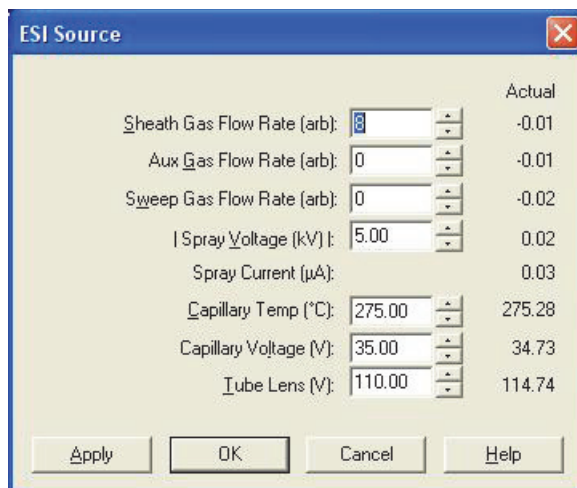 ESI Source
Actual
Sheath Gas Flow Rate (arb): 8 -0.01
Aux Gas Flow Rate (arb): 0 -0.01
Sweep Gas Flow Rate (arb): 0 -0.02
| Spray Voltage (kV) |: 5.00 0.02
Spray Current (µA): 0.03
Capillary Temp (°C): 275.00 275.28
Capillary Voltage (V): 35.00 34.73
Tube Lens (V): 110.00 114.74
Apply OK Cancel Help